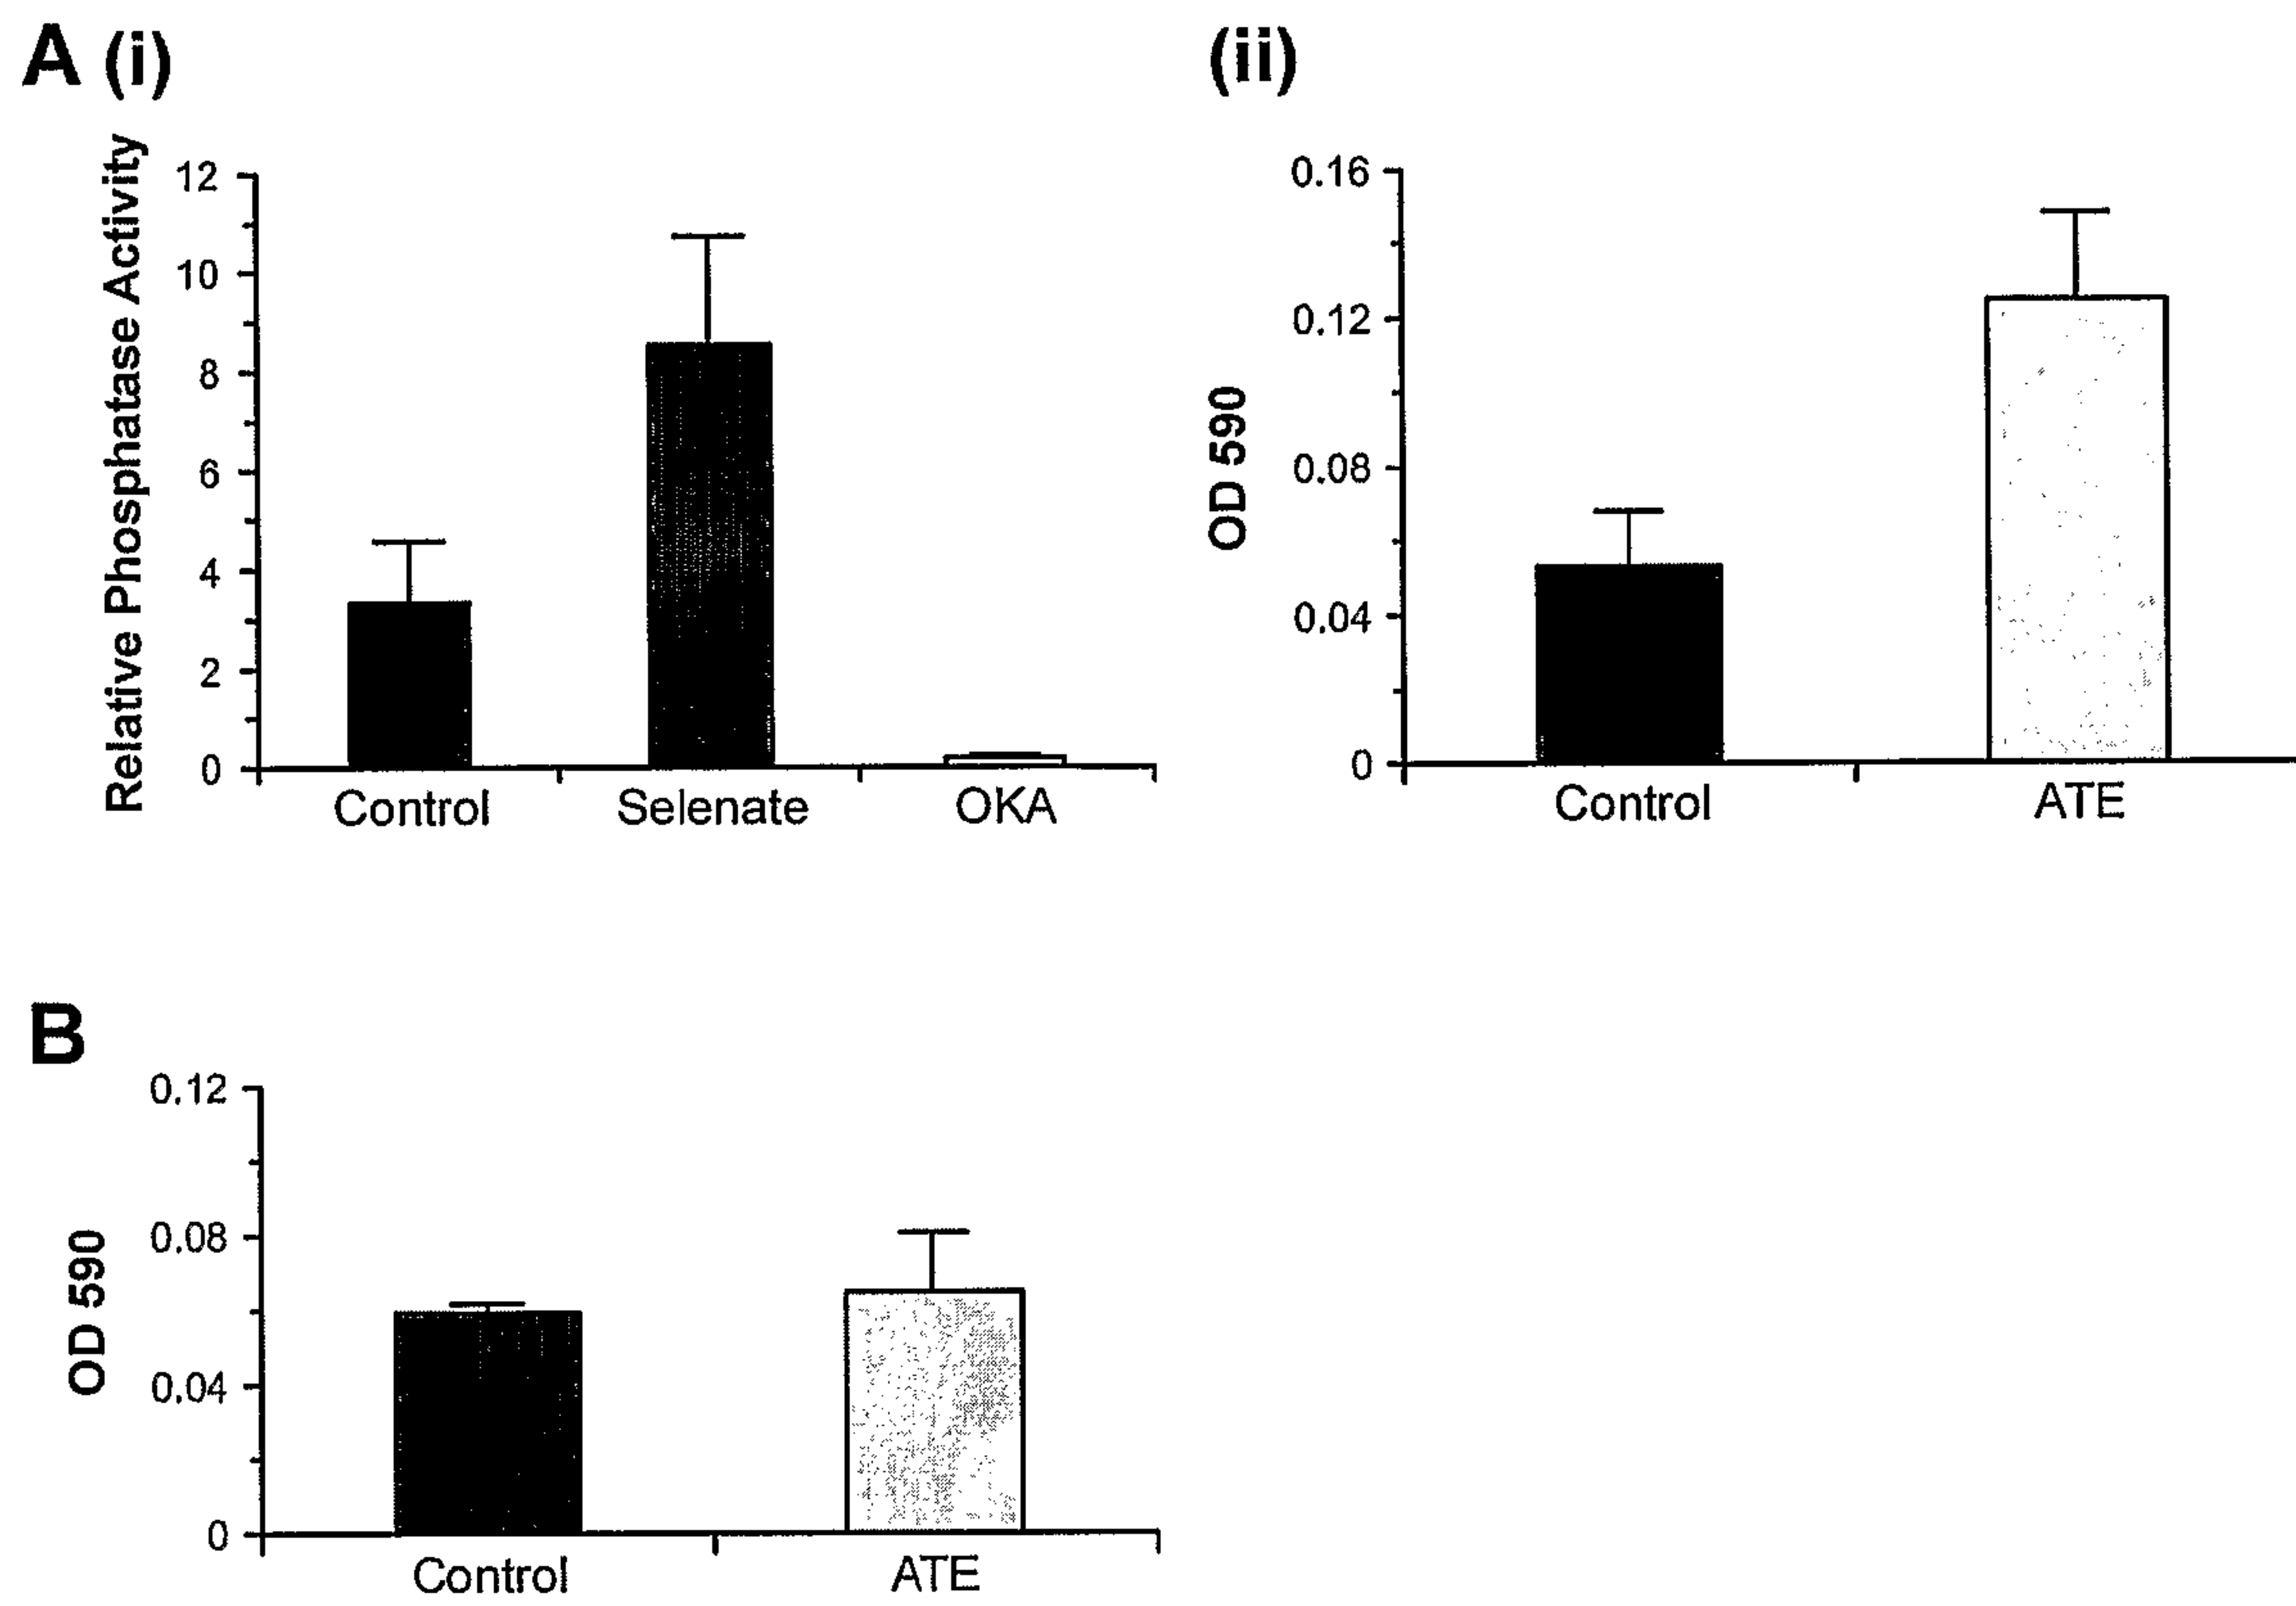 A (i)
Relative Phosphatase Activity
12
10
8
6
4
2
0
Control Selenate OKA
(ii)
OD 590
0.16
0.12
0.08
0.04
0
Control ATE
B
OD 590
0.12
0.08
0.04
0
Control ATE